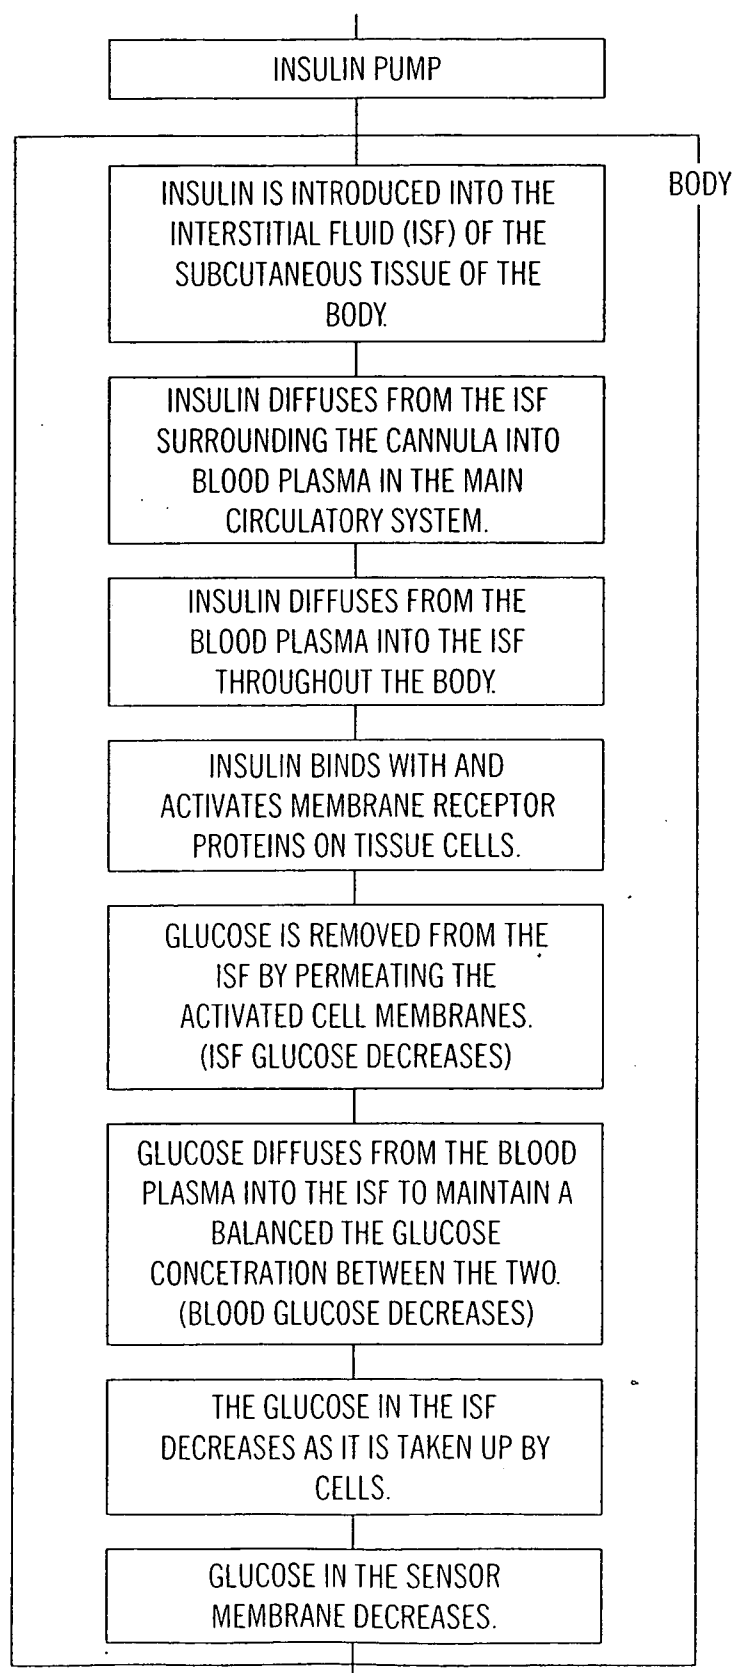 INSULIN PUMP
BODY
INSULIN IS INTRODUCED INTO THE
INTERSTITIAL FLUID (ISF) OF THE
SUBCUTANEOUS TISSUE OF THE
BODY.
INSULIN DIFFUSES FROM THE ISF
SURROUNDING THE CANNULA INTO
BLOOD PLASMA IN THE MAIN
CIRCULATORY SYSTEM.
INSULIN DIFFUSES FROM THE
BLOOD PLASMA INTO THE ISF
THROUGHOUT THE BODY.
INSULIN BINDS WITH AND
ACTIVATES MEMBRANE RECEPTOR
PROTEINS ON TISSUE CELLS.
GLUCOSE IS REMOVED FROM THE
ISF BY PERMEATING THE
ACTIVATED CELL MEMBRANES.
(ISF GLUCOSE DECREASES)
GLUCOSE DIFFUSES FROM THE BLOOD
PLASMA INTO THE ISF TO MAINTAIN A
BALANCED THE GLUCOSE
CONCETRATION BETWEEN THE TWO.
(BLOOD GLUCOSE DECREASES)
THE GLUCOSE IN THE ISF
DECREASES AS IT IS TAKEN UP BY
CELLS.
GLUCOSE IN THE SENSOR
MEMBRANE DECREASES.